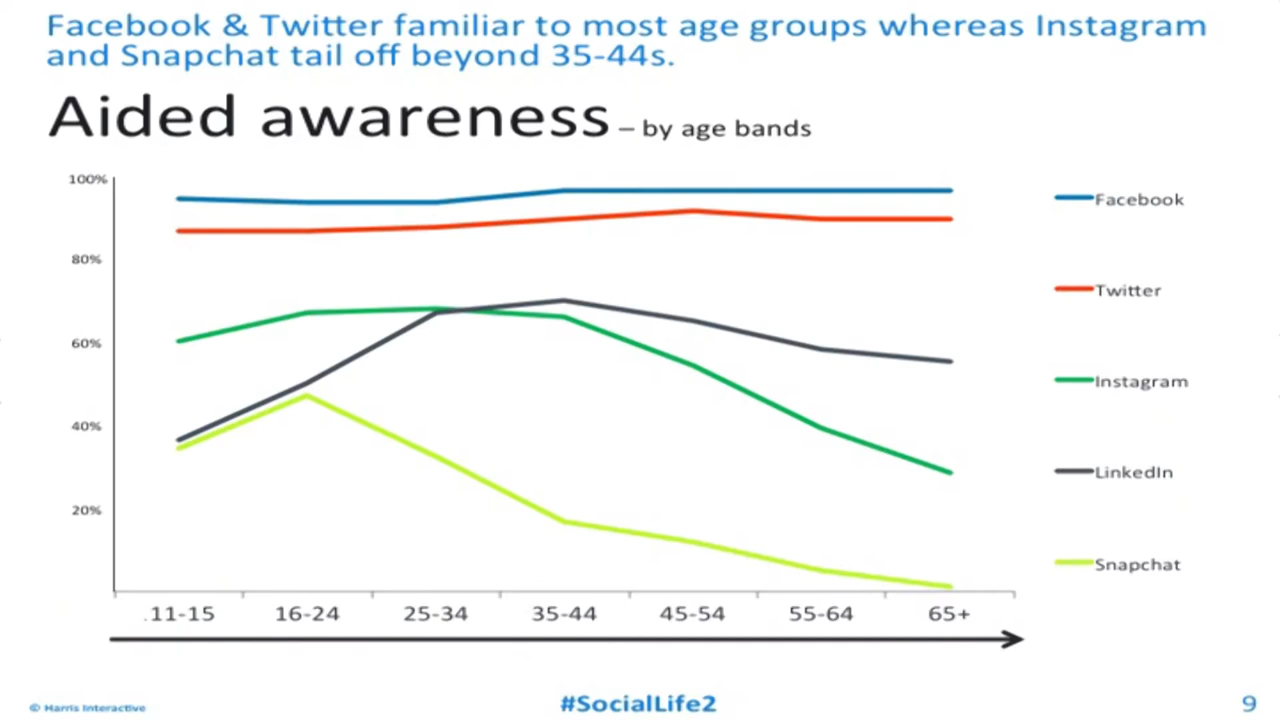 Facebook & Twitter familiar to most age groups whereas Instagram
and Snapchat tail off beyond 35-44s.
Aided awareness – by age bands
100%
80%
60%
40%
20%
11-15 16-24 25-34 35-44 45-54 55-64 65+
Facebook
Twitter
Instagram
LinkedIn
Snapchat
© Harris Interactive #SocialLife2 9